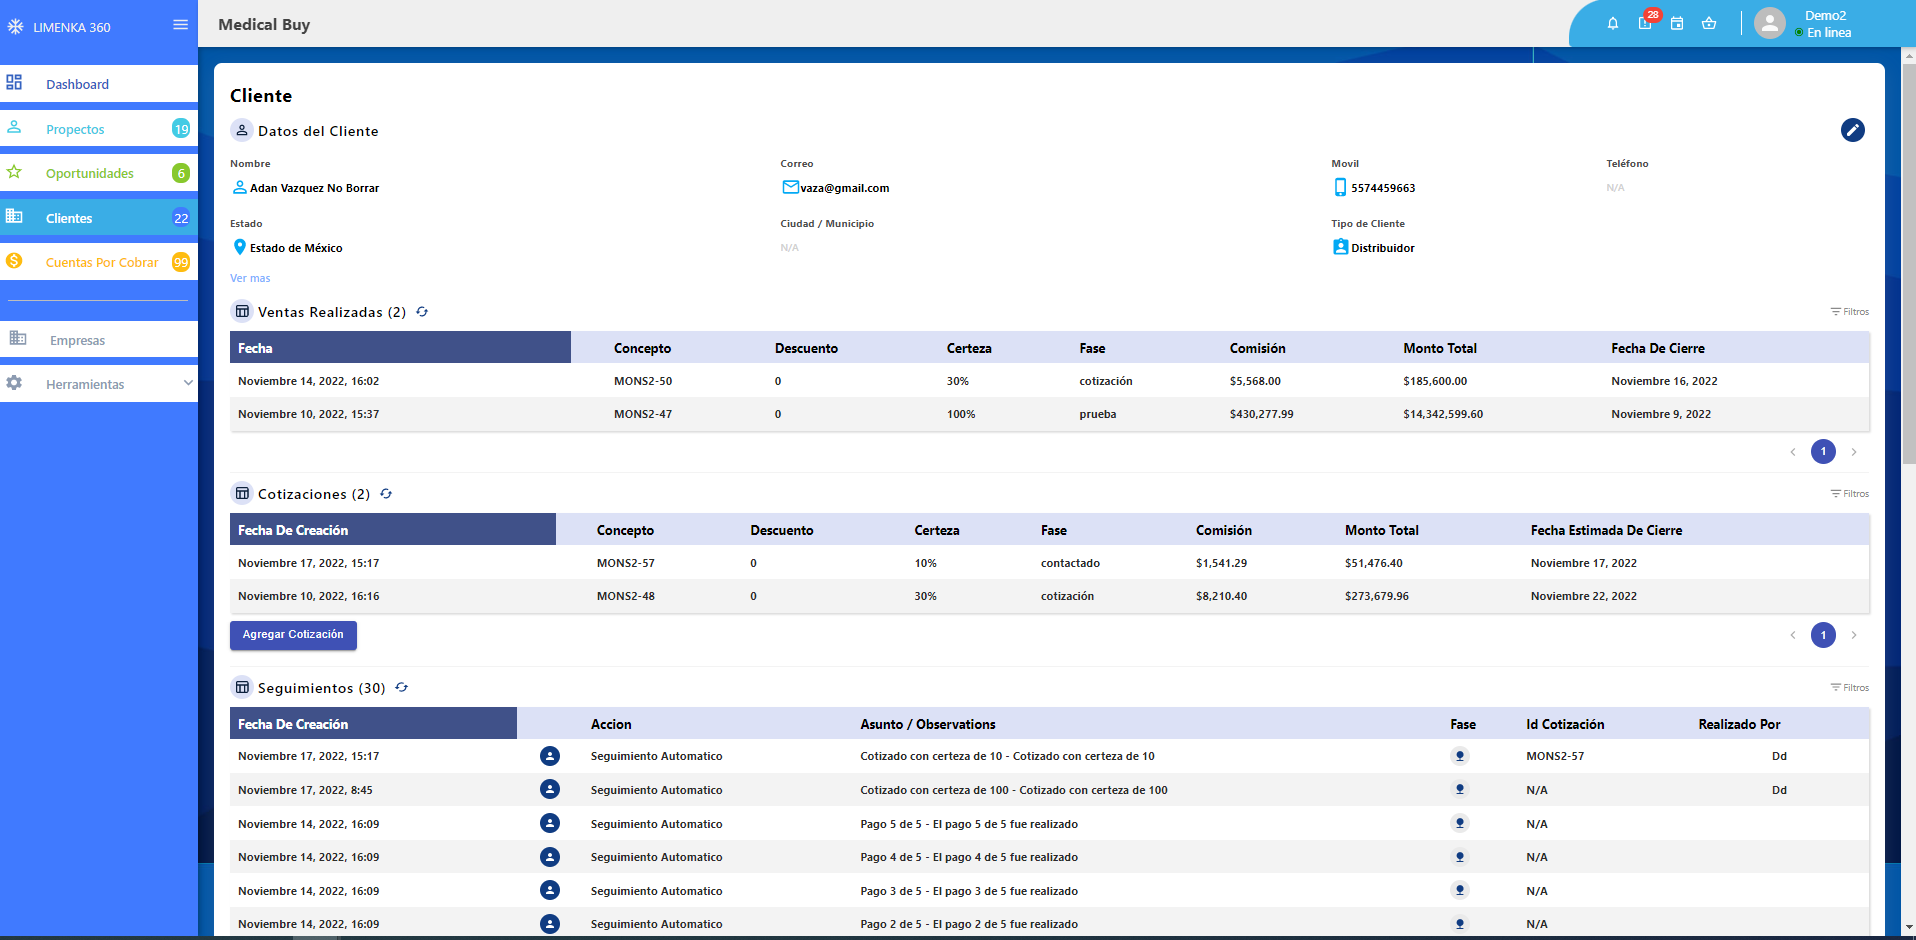 LIMENKA 360
Medical Buy
28
Demo2
En linea
Dashboard
Propectos 19
Oportunidades 6
Clientes 22
Cuentas Por Cobrar 99
Empresas
Herramientas
Cliente
Datos del Cliente
Nombre Correo Movil Teléfono
Adan Vazquez No Borrar vaza@gmail.com 5574459663 N/A
Estado Ciudad / Municipio Tipo de Cliente
Estado de México N/A Distribuidor
Ver mas
Ventas Realizadas (2) Filtros
Fecha Concepto Descuento Certeza Fase Comisión Monto Total Fecha De Cierre
Noviembre 14, 2022, 16:02 MONS2-50 0 30% cotización $5,568.00 $185,600.00 Noviembre 16, 2022
Noviembre 10, 2022, 15:37 MONS2-47 0 100% prueba $430,277.99 $14,342,599.60 Noviembre 9, 2022
1
Cotizaciones (2) Filtros
Fecha De Creación Concepto Descuento Certeza Fase Comisión Monto Total Fecha Estimada De Cierre
Noviembre 17, 2022, 15:17 MONS2-57 0 10% contactado $1,541.29 $51,476.40 Noviembre 17, 2022
Noviembre 10, 2022, 16:16 MONS2-48 0 30% cotización $8,210.40 $273,679.96 Noviembre 22, 2022
Agregar Cotización 1
Seguimientos (30) Filtros
Fecha De Creación Accion Asunto / Observations Fase Id Cotización Realizado Por
Noviembre 17, 2022, 15:17 Seguimiento Automatico Cotizado con certeza de 10 - Cotizado con certeza de 10 MONS2-57 Dd
Noviembre 17, 2022, 8:45 Seguimiento Automatico Cotizado con certeza de 100 - Cotizado con certeza de 100 N/A Dd
Noviembre 14, 2022, 16:09 Seguimiento Automatico Pago 5 de 5 - El pago 5 de 5 fue realizado N/A
Noviembre 14, 2022, 16:09 Seguimiento Automatico Pago 4 de 5 - El pago 4 de 5 fue realizado N/A
Noviembre 14, 2022, 16:09 Seguimiento Automatico Pago 3 de 5 - El pago 3 de 5 fue realizado N/A
Noviembre 14, 2022, 16:09 Seguimiento Automatico Pago 2 de 5 - El pago 2 de 5 fue realizado N/A